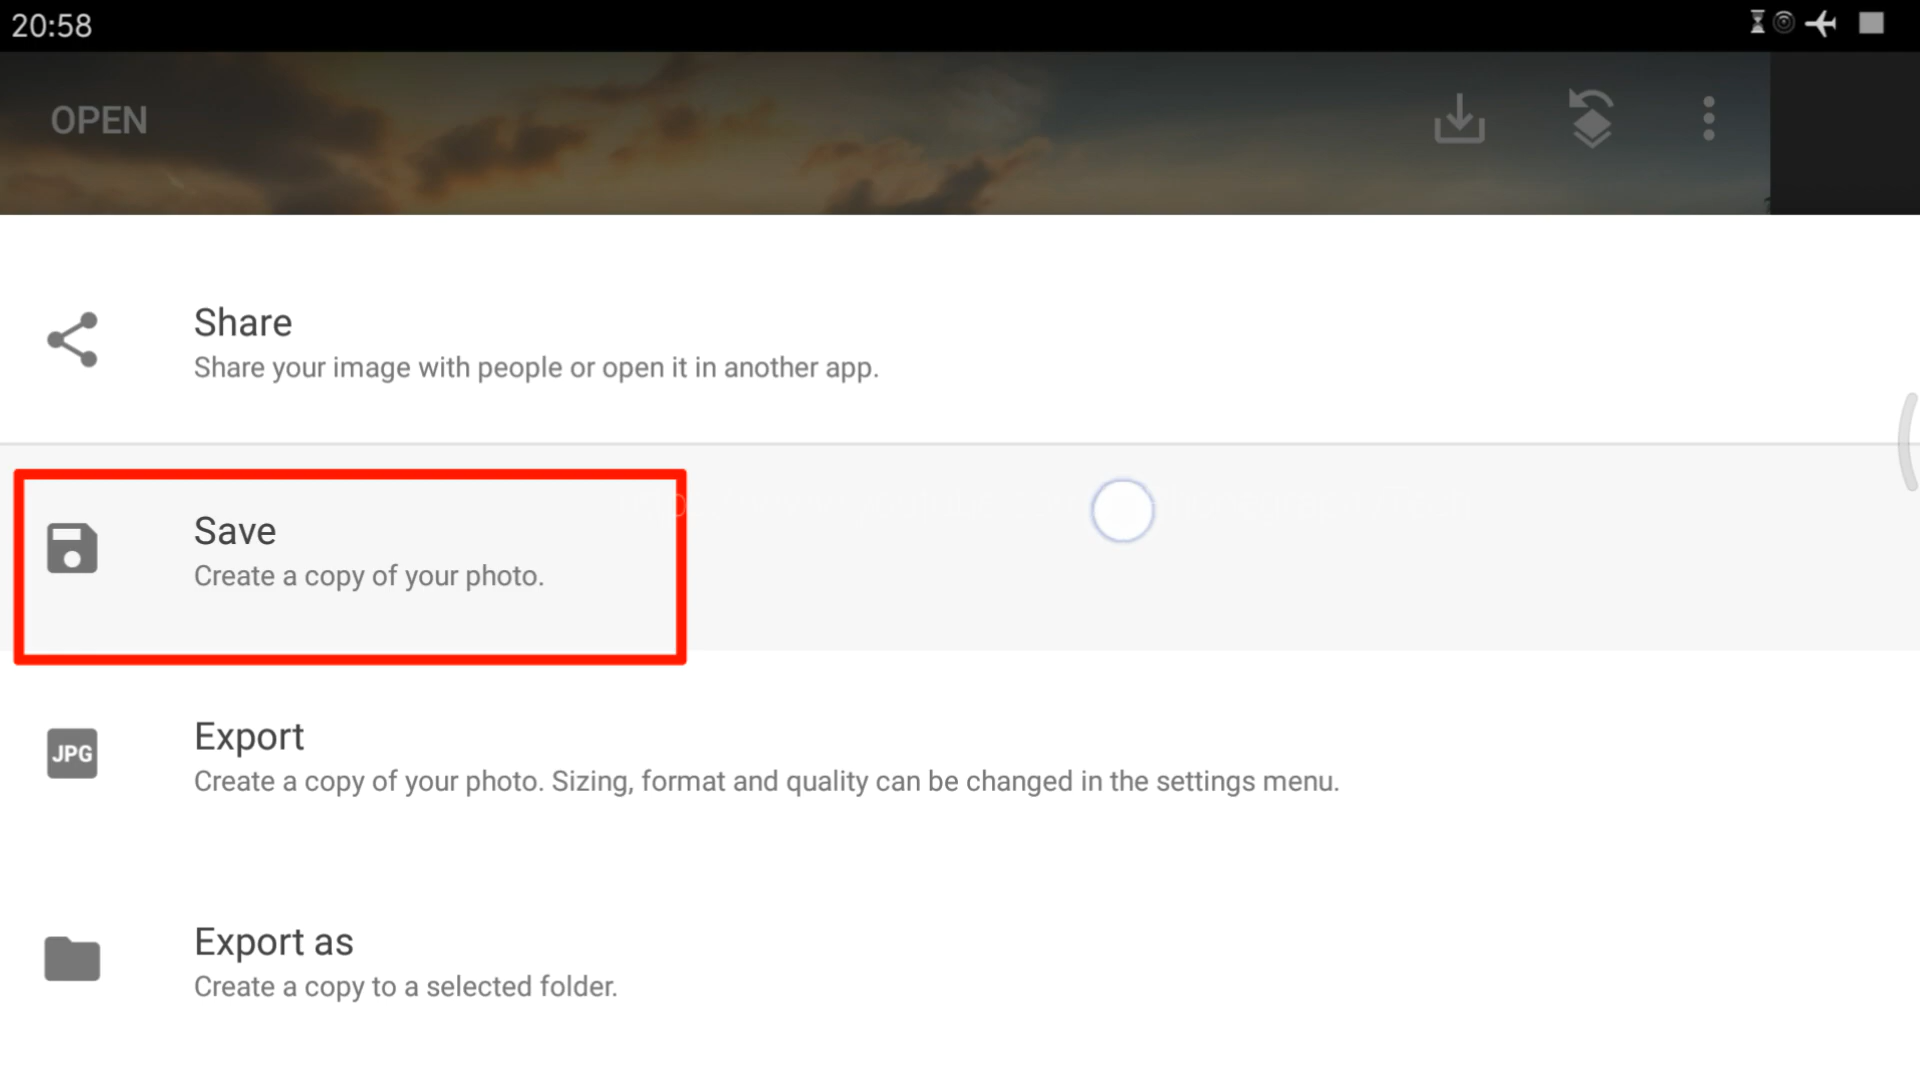 20:58
OPEN
Share
Share your image with people or open it in another app.
Save
Create a copy of your photo.
JPG
Export
Create a copy of your photo. Sizing, format and quality can be changed in the settings menu.
Export as
Create a copy to a selected folder.